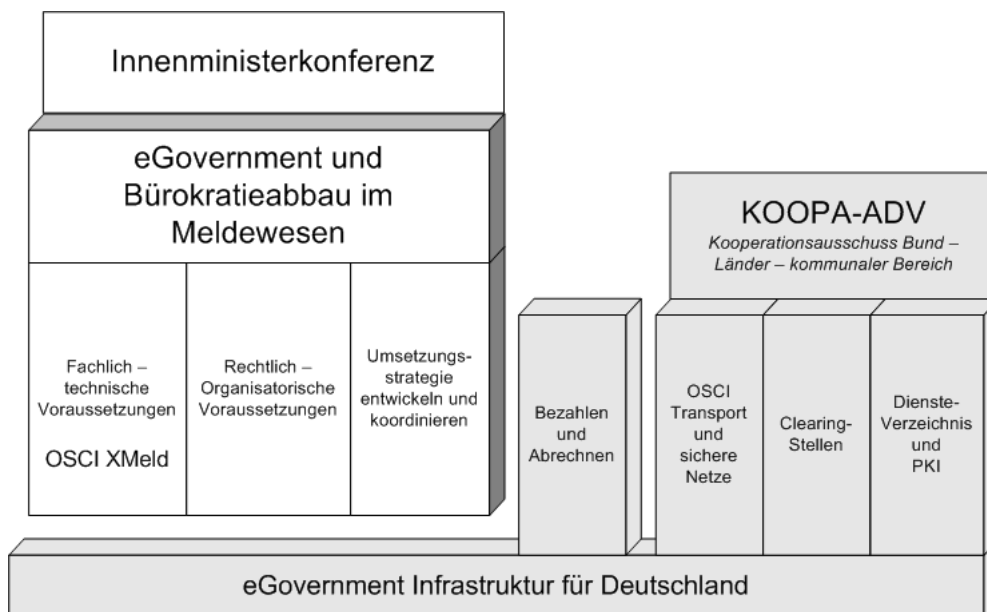 Innenministerkonferenz
eGovernment und
Bürokratieabbau im
Meldewesen
Fachlich –
technische
Voraussetzungen
OSCI XMeld
Rechtlich –
Organisatorische
Voraussetzungen
Umsetzungs-
strategie
entwickeln und
koordinieren
Bezahlen
und
Abrechnen
KOOPA-ADV
Kooperationsausschuss Bund –
Länder – kommunaler Bereich
OSCI
Transport
und
sichere
Netze
Clearing-
Stellen
Dienste-
Verzeichnis
und
PKI
eGovernment Infrastruktur für Deutschland